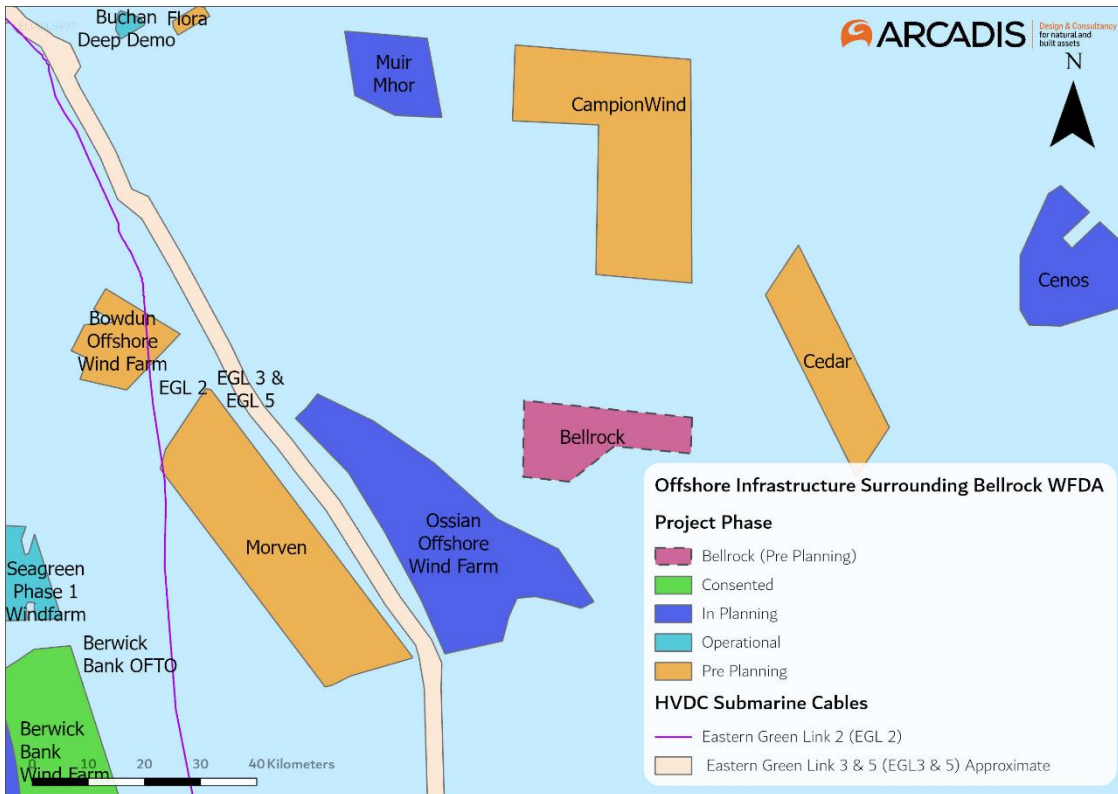 Buchan
Deep Demo
Flora
Muir
Mhor
CampionWind
ARCADIS
Design & Consultancy
for natural and
built assets
N
Cenos
Bowdun
Offshore
Wind Farm
EGL 2
EGL 3 &
EGL 5
Cedar
Bellrock
Morven
Ossian
Offshore
Wind Farm
Seagreen
Phase 1
Windfarm
Berwick
Bank OFTO
Berwick
Bank
Wind Farm
0 10 20 30 40 Kilometers
Offshore Infrastructure Surrounding Bellrock WFDA
Project Phase
Bellrock (Pre Planning)
Consented
In Planning
Operational
Pre Planning
HVDC Submarine Cables
Eastern Green Link 2 (EGL 2)
Eastern Green Link 3 & 5 (EGL3 & 5) Approximate